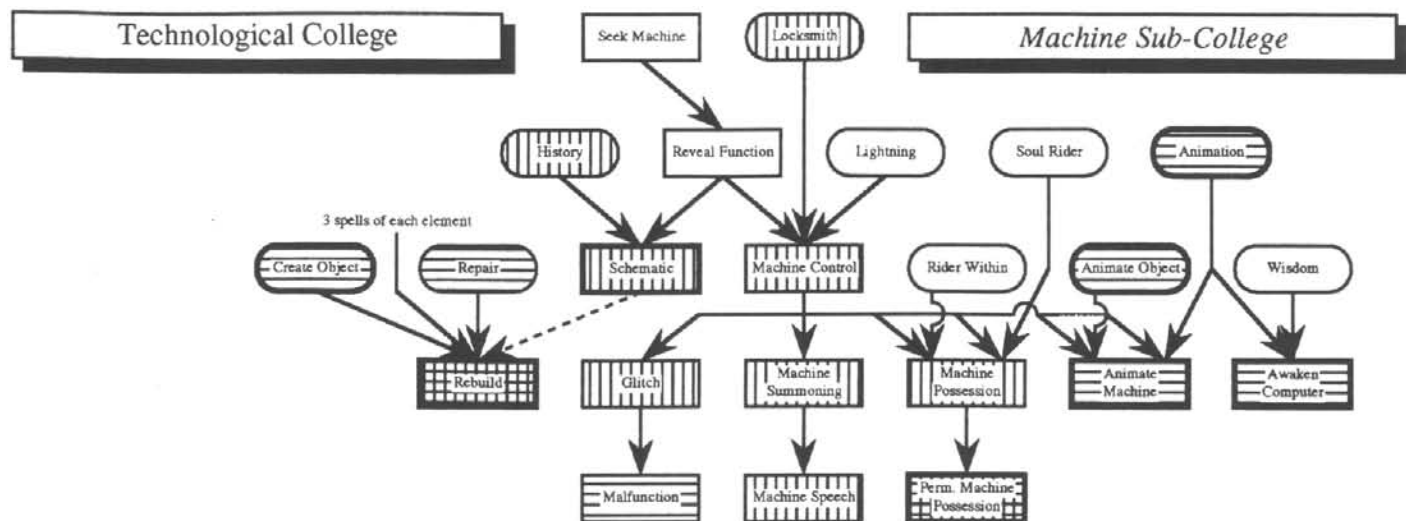 Technological College
Machine Sub-College
Seek Machine
Locksmith
History
Reveal Function
Lightning
Soul Rider
Animation
3 spells of each element
Create Object
Repair
Schematic
Machine Control
Rider Within
Animate Object
Wisdom
Rebuild
Glitch
Machine
Summoning
Machine
Possession
Animate
Machine
Awaken
Computer
Malfunction
Machine Speech
Perm. Machine
Possession